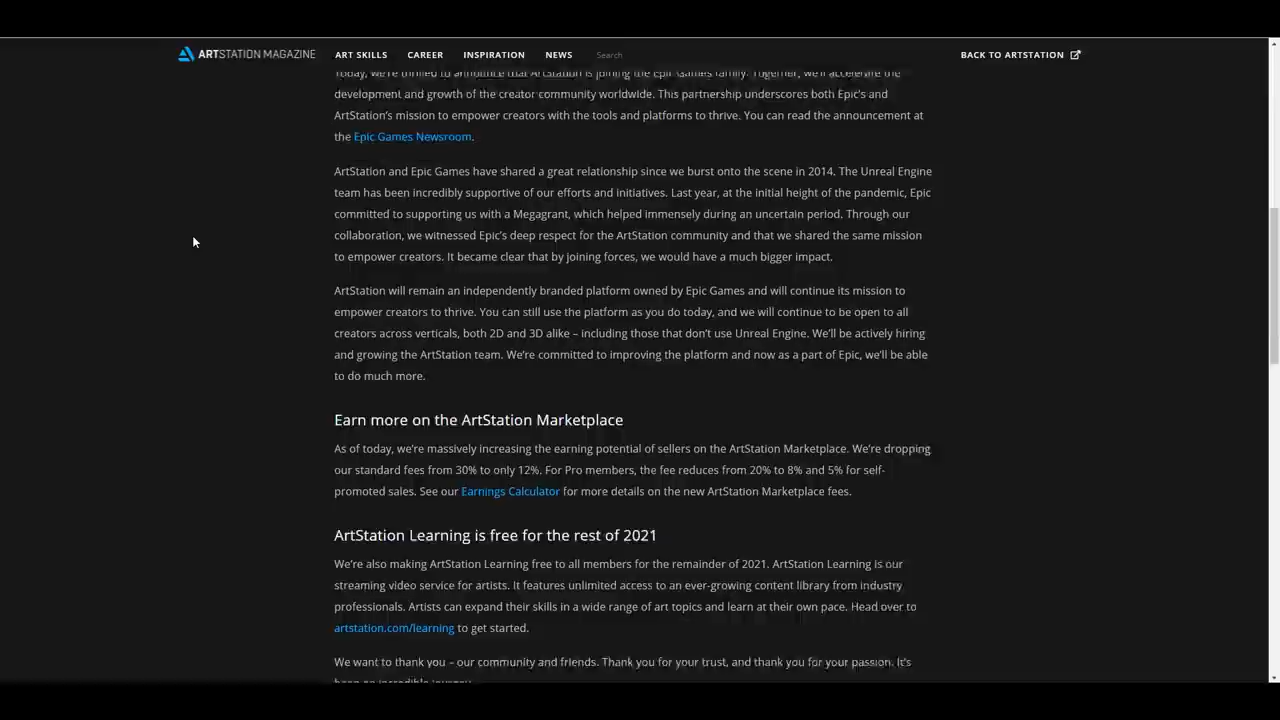 ARTSTATION MAGAZINE ART SKILLS CAREER INSPIRATION NEWS Search BACK TO ARTSTATION
Today, we're thrilled to announce that ArtStation is joining the Epic Games family. Together, we'll accelerate the
development and growth of the creator community worldwide. This partnership underscores both Epic's and
ArtStation's mission to empower creators with the tools and platforms to thrive. You can read the announcement at
the Epic Games Newsroom.
ArtStation and Epic Games have shared a great relationship since we burst onto the scene in 2014. The Unreal Engine
team has been incredibly supportive of our efforts and initiatives. Last year, at the initial height of the pandemic, Epic
committed to supporting us with a Megagrant, which helped immensely during an uncertain period. Through our
collaboration, we witnessed Epic's deep respect for the ArtStation community and that we shared the same mission
to empower creators. It became clear that by joining forces, we would have a much bigger impact.
ArtStation will remain an independently branded platform owned by Epic Games and will continue its mission to
empower creators to thrive. You can still use the platform as you do today, and we will continue to be open to all
creators across verticals, both 2D and 3D alike – including those that don't use Unreal Engine. We'll be actively hiring
and growing the ArtStation team. We're committed to improving the platform and now as a part of Epic, we'll be able
to do much more.
Earn more on the ArtStation Marketplace
As of today, we're massively increasing the earning potential of sellers on the ArtStation Marketplace. We're dropping
our standard fees from 30% to only 12%. For Pro members, the fee reduces from 20% to 8% and 5% for self-
promoted sales. See our Earnings Calculator for more details on the new ArtStation Marketplace fees.
ArtStation Learning is free for the rest of 2021
We're also making ArtStation Learning free to all members for the remainder of 2021. ArtStation Learning is our
streaming video service for artists. It features unlimited access to an ever-growing content library from industry
professionals. Artists can expand their skills in a wide range of art topics and learn at their own pace. Head over to
artstation.com/learning to get started.
We want to thank you – our community and friends. Thank you for your trust, and thank you for your passion. It's
been an incredible journey.